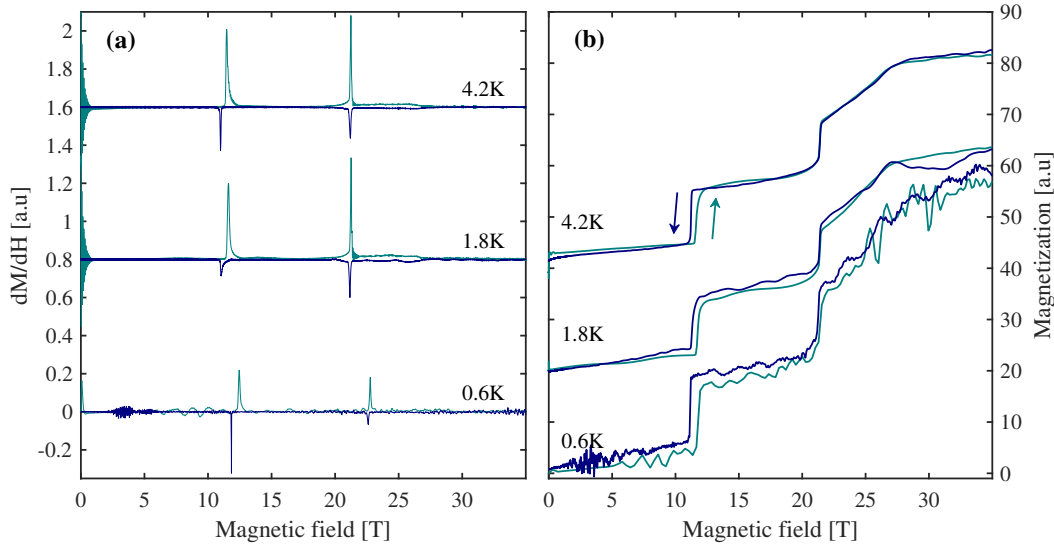 (a)
dM/dH [a.u]
2
1.8
1.6
1.4
1.2
1
0.8
0.6
0.4
0.2
0
-0.2
4.2K
1.8K
0.6K
0 5 10 15 20 25 30
Magnetic field [T]
(b)
4.2K
1.8K
0.6K
0 10 20 30
Magnetic field [T]
90
80
70
60
50
40
30
20
10
0
Magnetization [a.u]